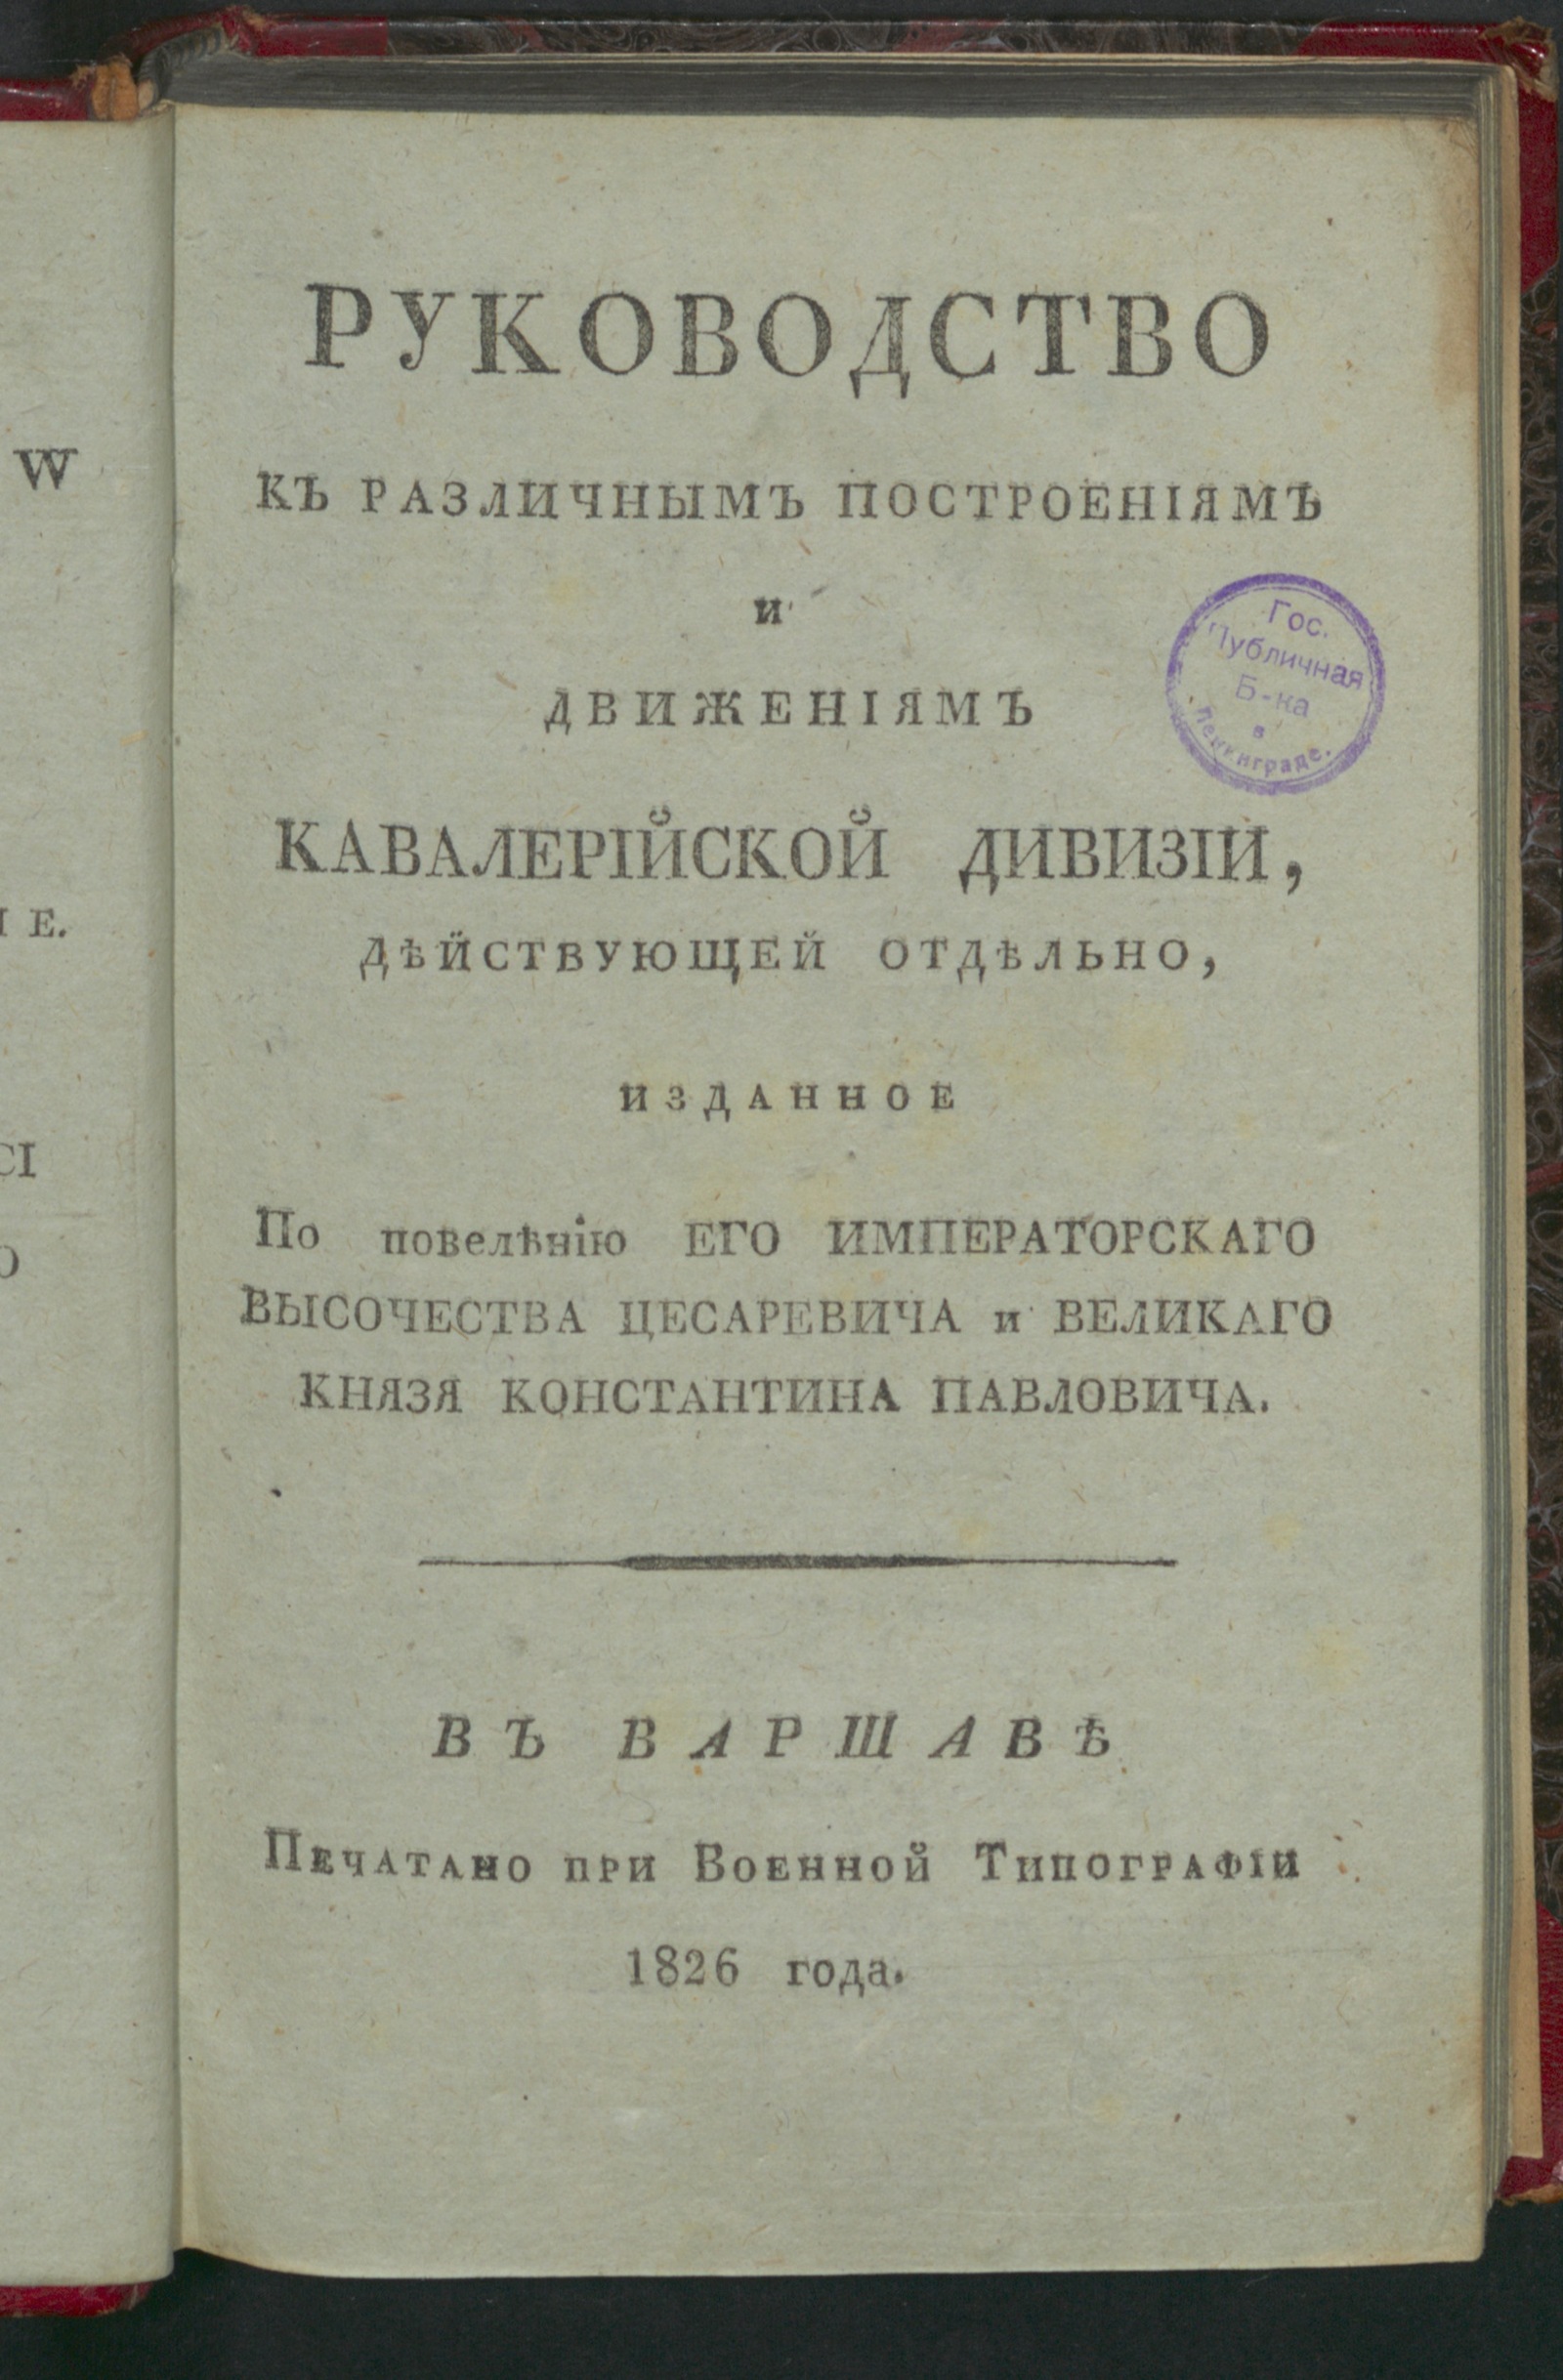 РУКОВОДСТВО
КЪ РАЗЛИЧНЫМЪ ПОСТРОЕНІЯМЪ
И
ДВИЖЕНІЯМЪ
КАВАЛЕРІЙСКОЙ ДИВИЗІИ,
ДѢЙСТВУЮЩЕЙ ОТДѢЛЬНО,
ИЗДАННОЕ
По повелѣнію ЕГО ИМПЕРАТОРСКАГО
ВЫСОЧЕСТВА ЦЕСАРЕВИЧА и ВЕЛИКАГО
КНЯЗЯ КОНСТАНТИНА ПАВЛОВИЧА.
ВЪ ВАРШАВѢ
Печатано при Военной Типографіи
1826 года.
Гос.
Публичная
Б-ка
в
Ленинграде.
W
E.
CI
O